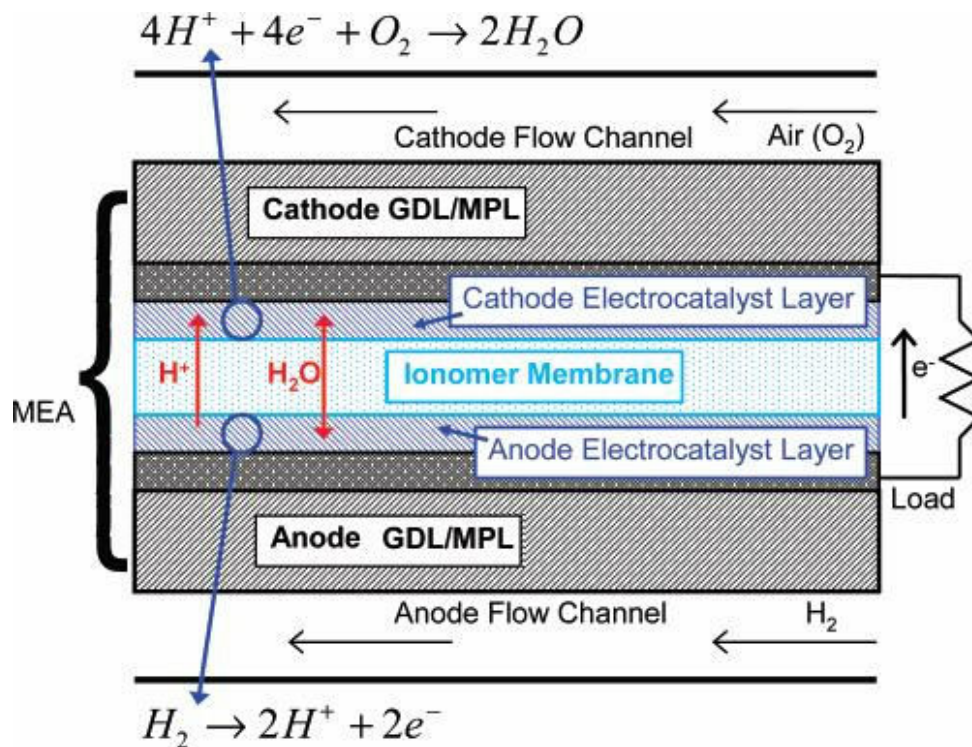 4H⁺ + 4e⁻ + O₂ → 2H₂O
Cathode Flow Channel
Air (O₂)
Cathode GDL/MPL
Cathode Electrocatalyst Layer
H⁺
H₂O
Ionomer Membrane
e⁻
MEA
Anode Electrocatalyst Layer
Load
Anode GDL/MPL
Anode Flow Channel
H₂
H₂ → 2H⁺ + 2e⁻